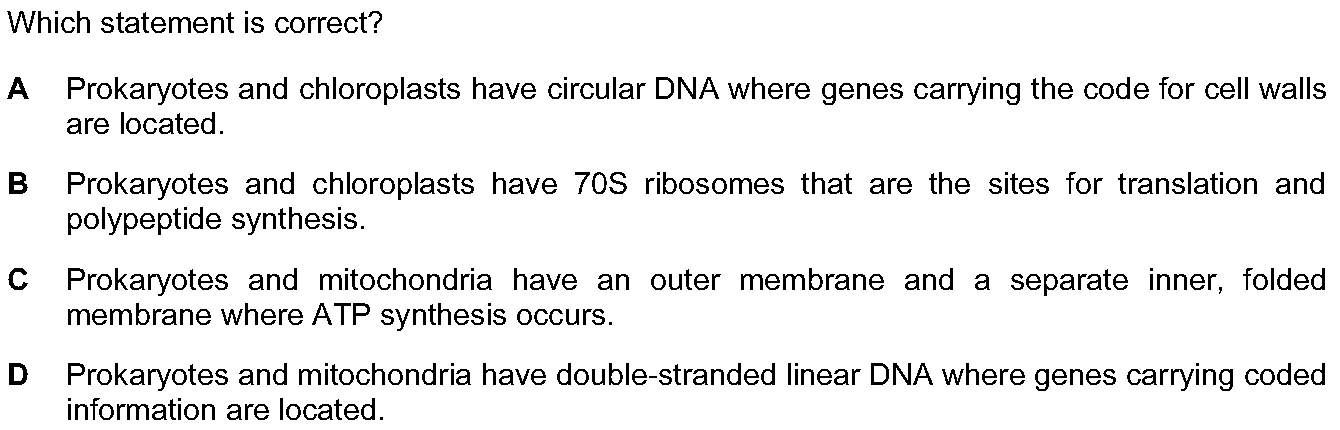 Which statement is correct?
A Prokaryotes and chloroplasts have circular DNA where genes carrying the code for cell walls
are located.
B Prokaryotes and chloroplasts have 70S ribosomes that are the sites for translation and
polypeptide synthesis.
C Prokaryotes and mitochondria have an outer membrane and a separate inner, folded
membrane where ATP synthesis occurs.
D Prokaryotes and mitochondria have double-stranded linear DNA where genes carrying coded
information are located.